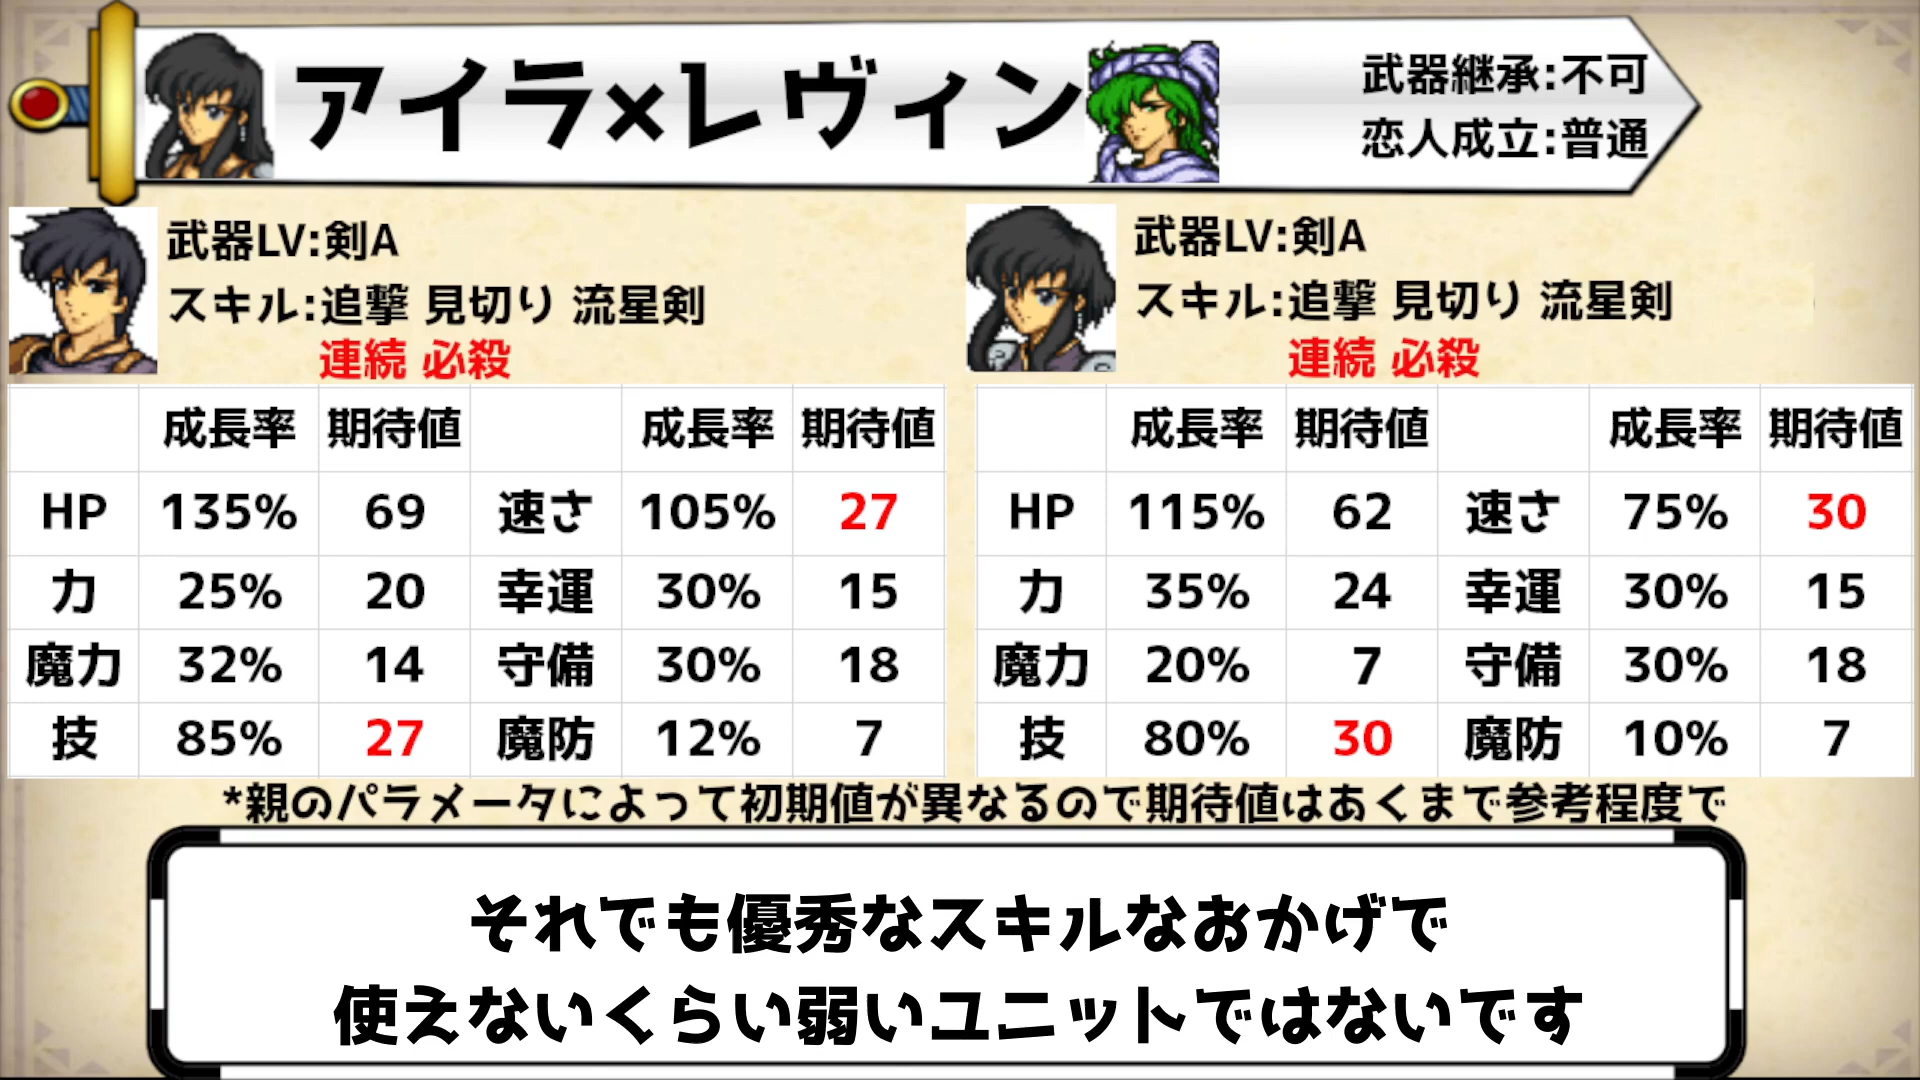 アイラ×レヴィン
武器継承:不可
恋人成立:普通
武器LV:剣A
スキル:追撃 見切り 流星剣
連続 必殺
成長率 期待値 成長率 期待値
HP 135% 69 速さ 105% 27
力 25% 20 幸運 30% 15
魔力 32% 14 守備 30% 18
技 85% 27 魔防 12% 7
武器LV:剣A
スキル:追撃 見切り 流星剣
連続 必殺
成長率 期待値 成長率 期待値
HP 115% 62 速さ 75% 30
力 35% 24 幸運 30% 15
魔力 20% 7 守備 30% 18
技 80% 30 魔防 10% 7
*親のパラメータによって初期値が異なるので期待値はあくまで参考程度で
それでも優秀なスキルなおかげで
使えないくらい弱いユニットではないです